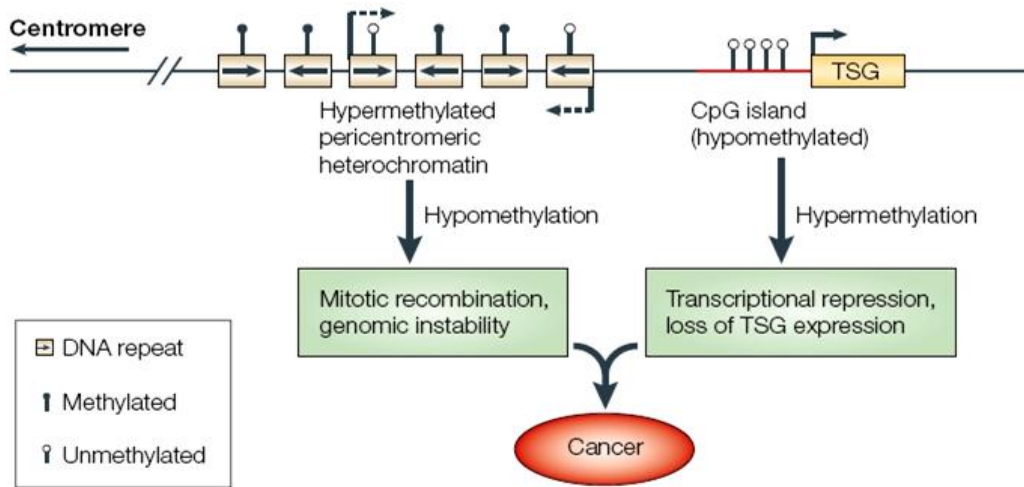 Centromere
TSG
Hypermethylated
pericentromeric
heterochromatin
CpG island
(hypomethylated)
Hypomethylation
Hypermethylation
Mitotic recombination,
genomic instability
Transcriptional repression,
loss of TSG expression
DNA repeat
Methylated
Unmethylated
Cancer